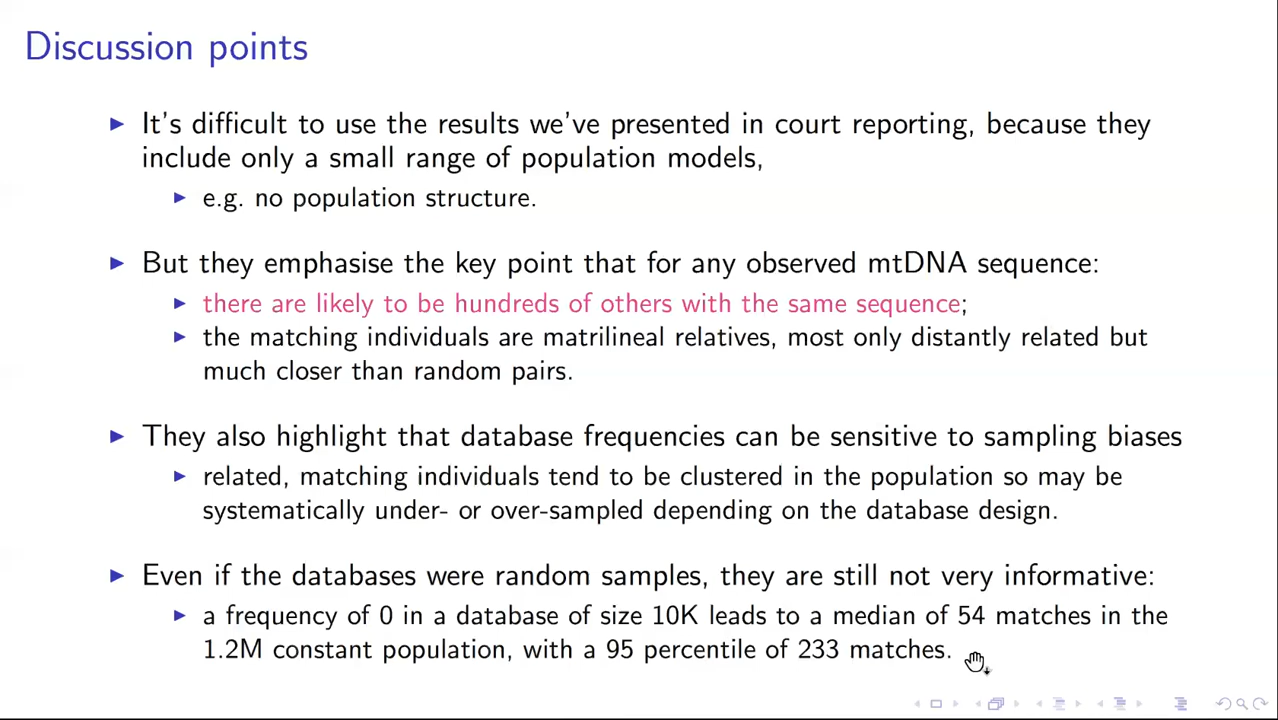 Discussion points
▶ It's difficult to use the results we've presented in court reporting, because they
include only a small range of population models,
▶ e.g. no population structure.
▶ But they emphasise the key point that for any observed mtDNA sequence:
▶ there are likely to be hundreds of others with the same sequence;
▶ the matching individuals are matrilineal relatives, most only distantly related but
much closer than random pairs.
▶ They also highlight that database frequencies can be sensitive to sampling biases
▶ related, matching individuals tend to be clustered in the population so may be
systematically under- or over-sampled depending on the database design.
▶ Even if the databases were random samples, they are still not very informative:
▶ a frequency of 0 in a database of size 10K leads to a median of 54 matches in the
1.2M constant population, with a 95 percentile of 233 matches.